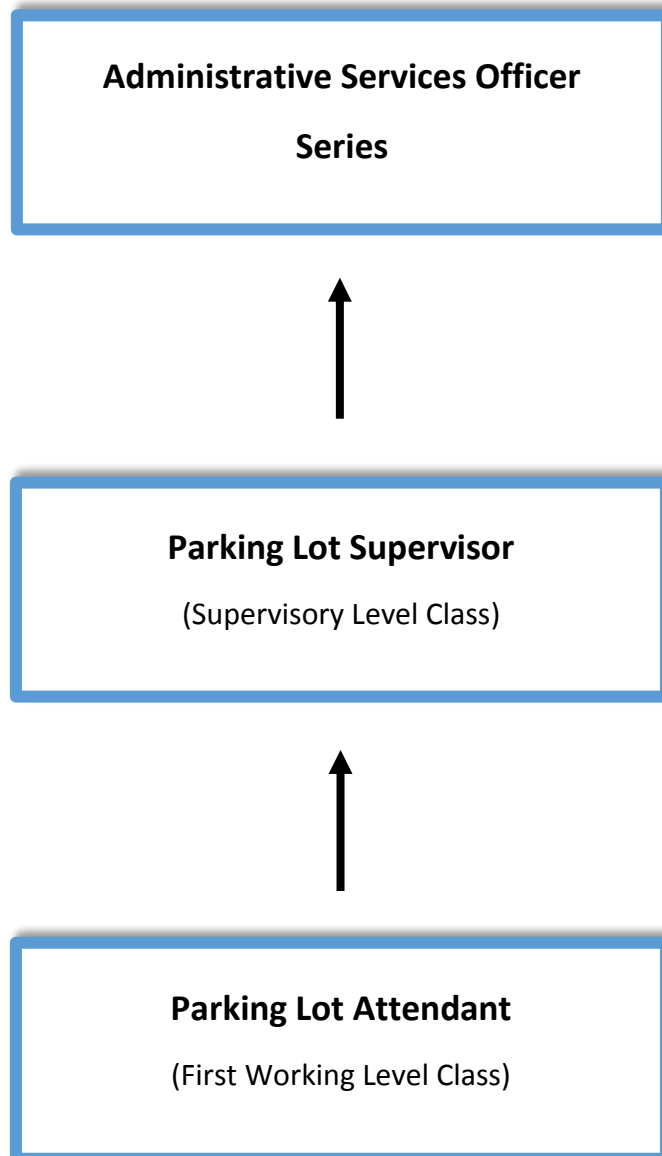 Administrative Services Officer
Series
Parking Lot Supervisor
(Supervisory Level Class)
Parking Lot Attendant
(First Working Level Class)